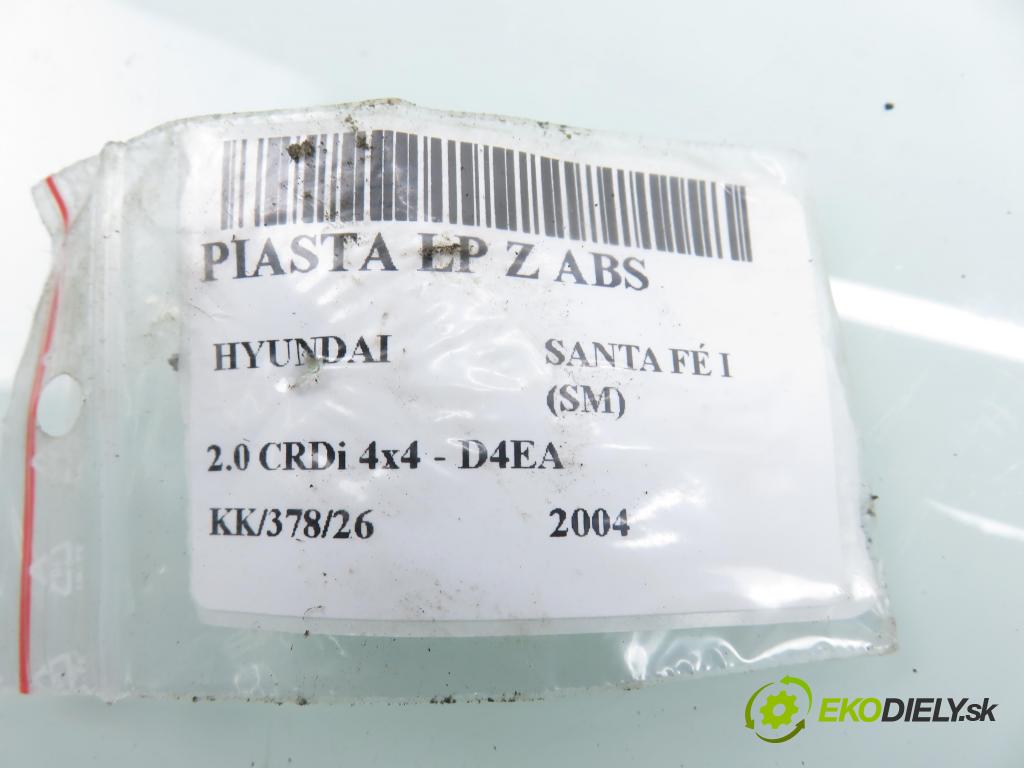 PIASTA LP Z ABS
HYUNDAI SANTA FÉ I
(SM)
2.0 CRDi 4x4 - D4EA
KK/378/26 2004
EKODIELY.sk